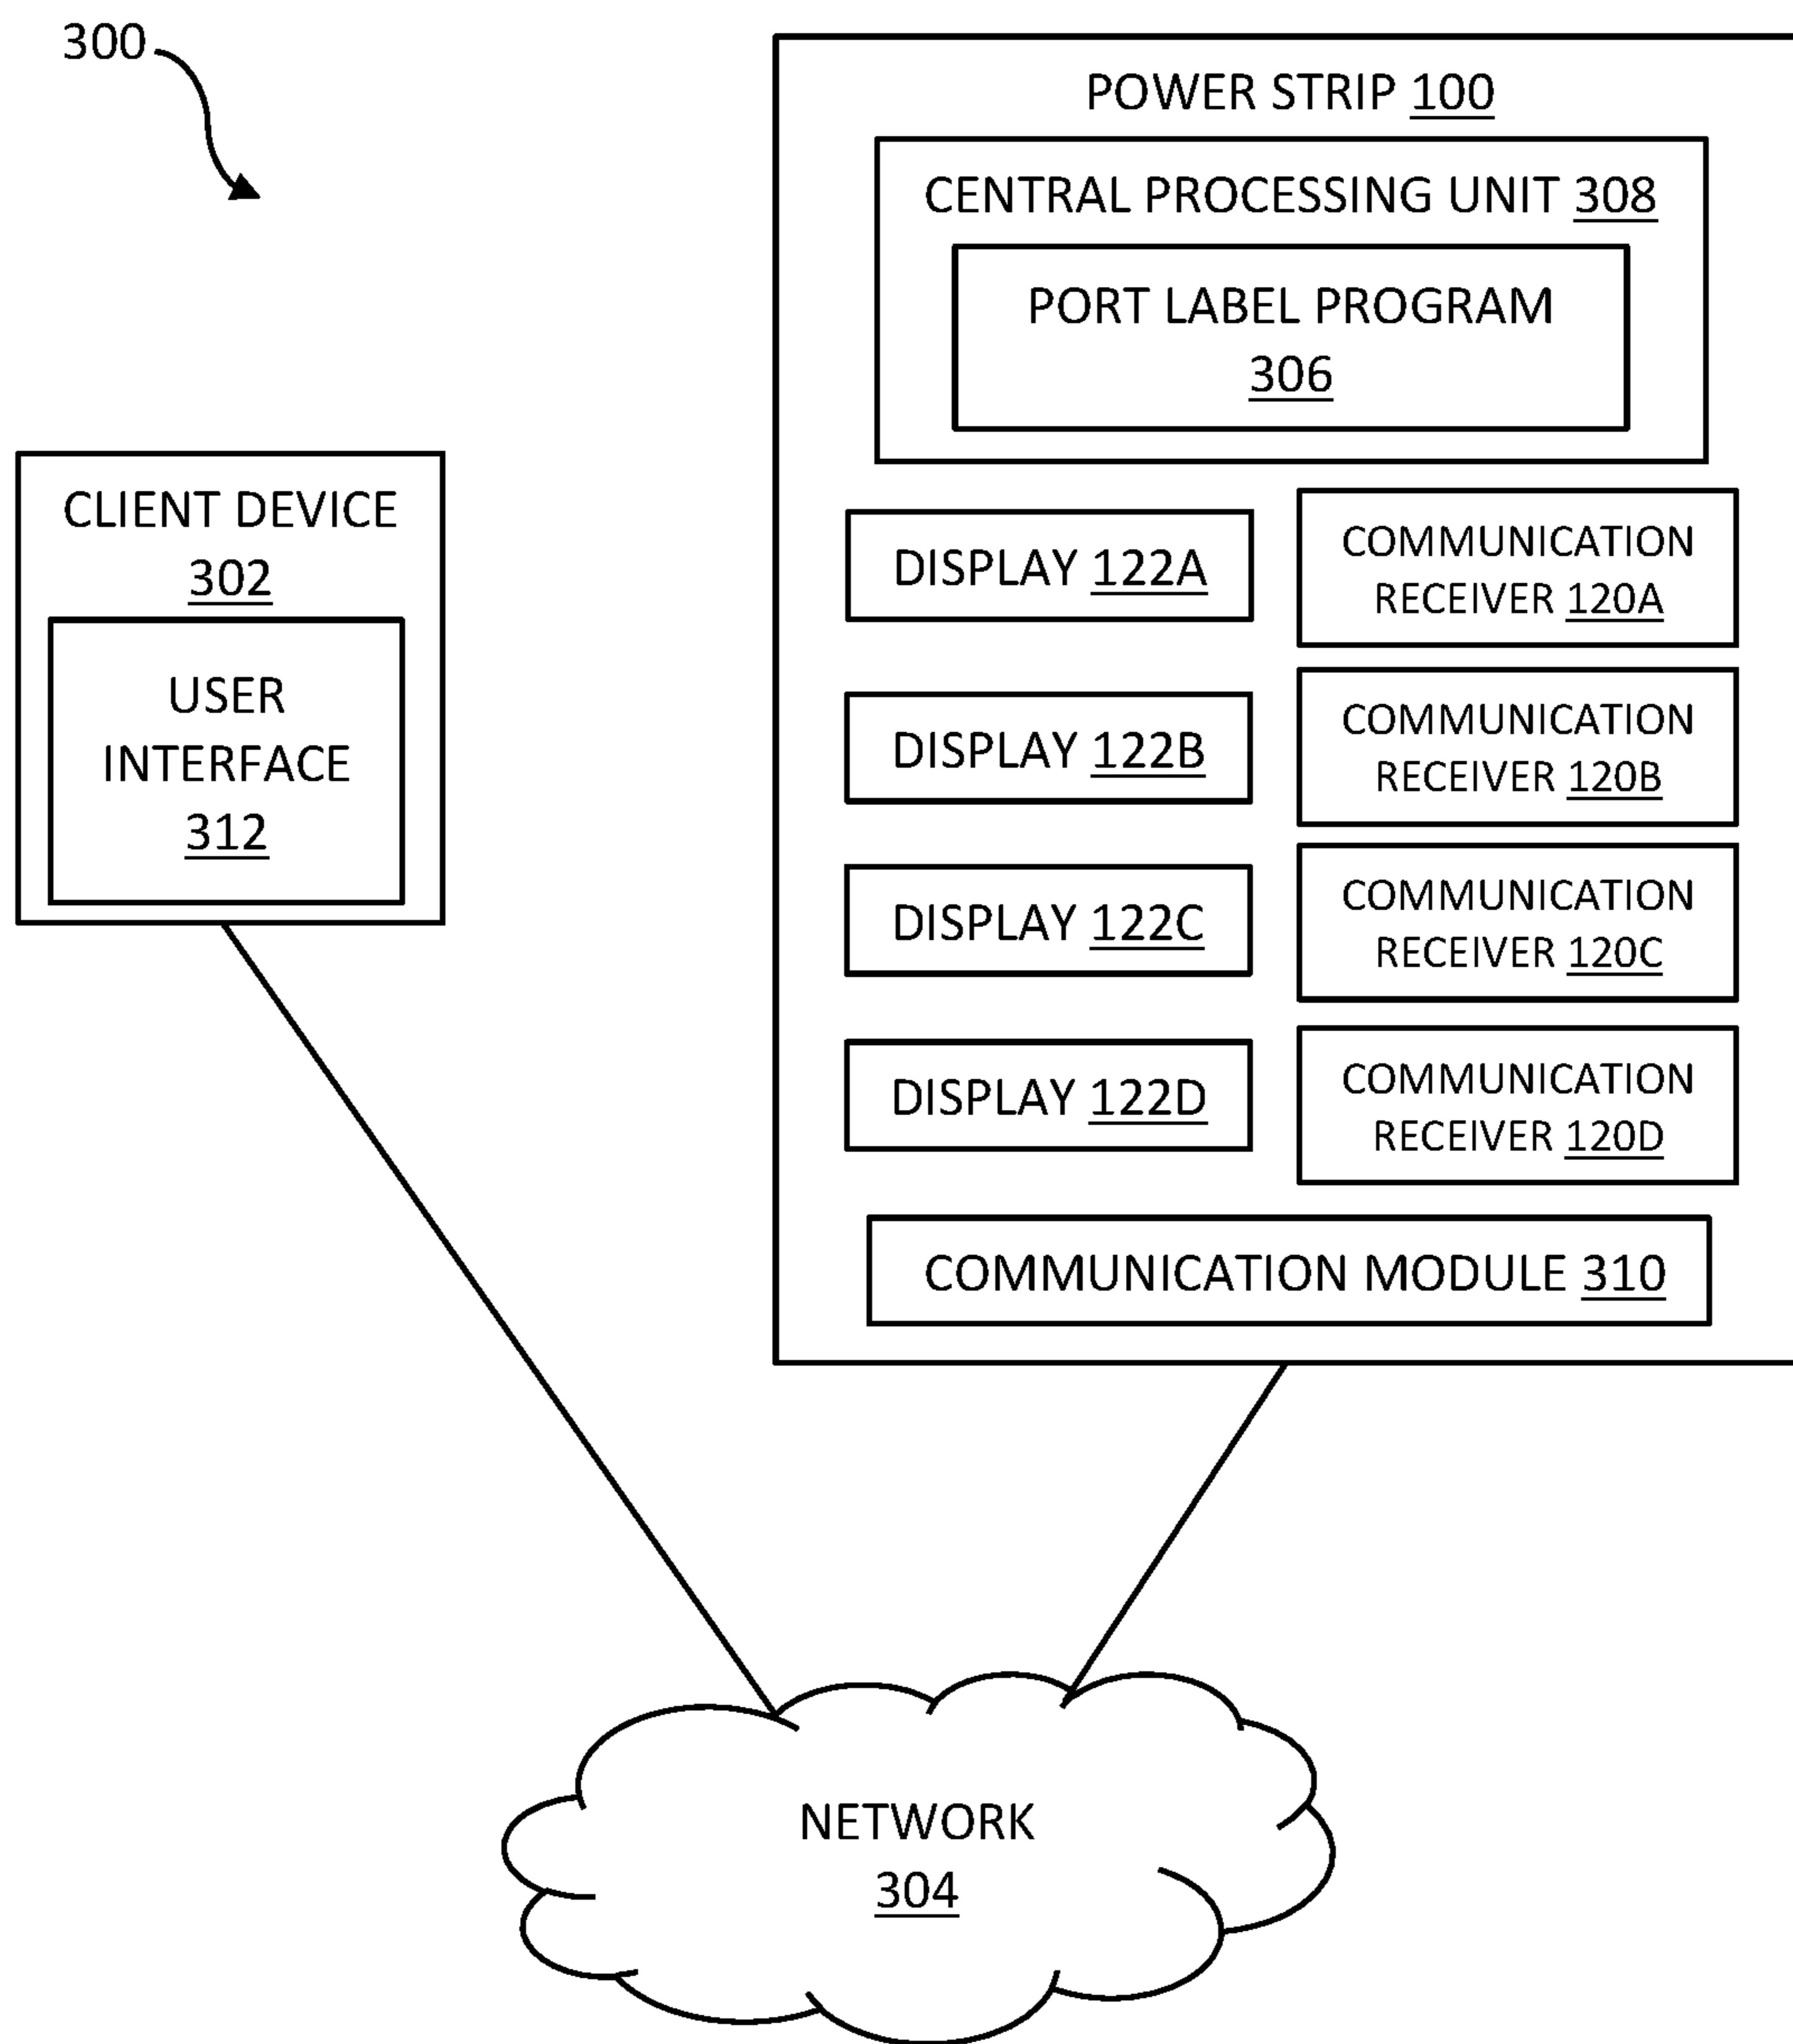 300
POWER STRIP 100
CENTRAL PROCESSING UNIT 308
PORT LABEL PROGRAM
306
CLIENT DEVICE
302
USER
INTERFACE
312
DISPLAY 122A
COMMUNICATION
RECEIVER 120A
DISPLAY 122B
COMMUNICATION
RECEIVER 120B
DISPLAY 122C
COMMUNICATION
RECEIVER 120C
DISPLAY 122D
COMMUNICATION
RECEIVER 120D
COMMUNICATION MODULE 310
NETWORK
304